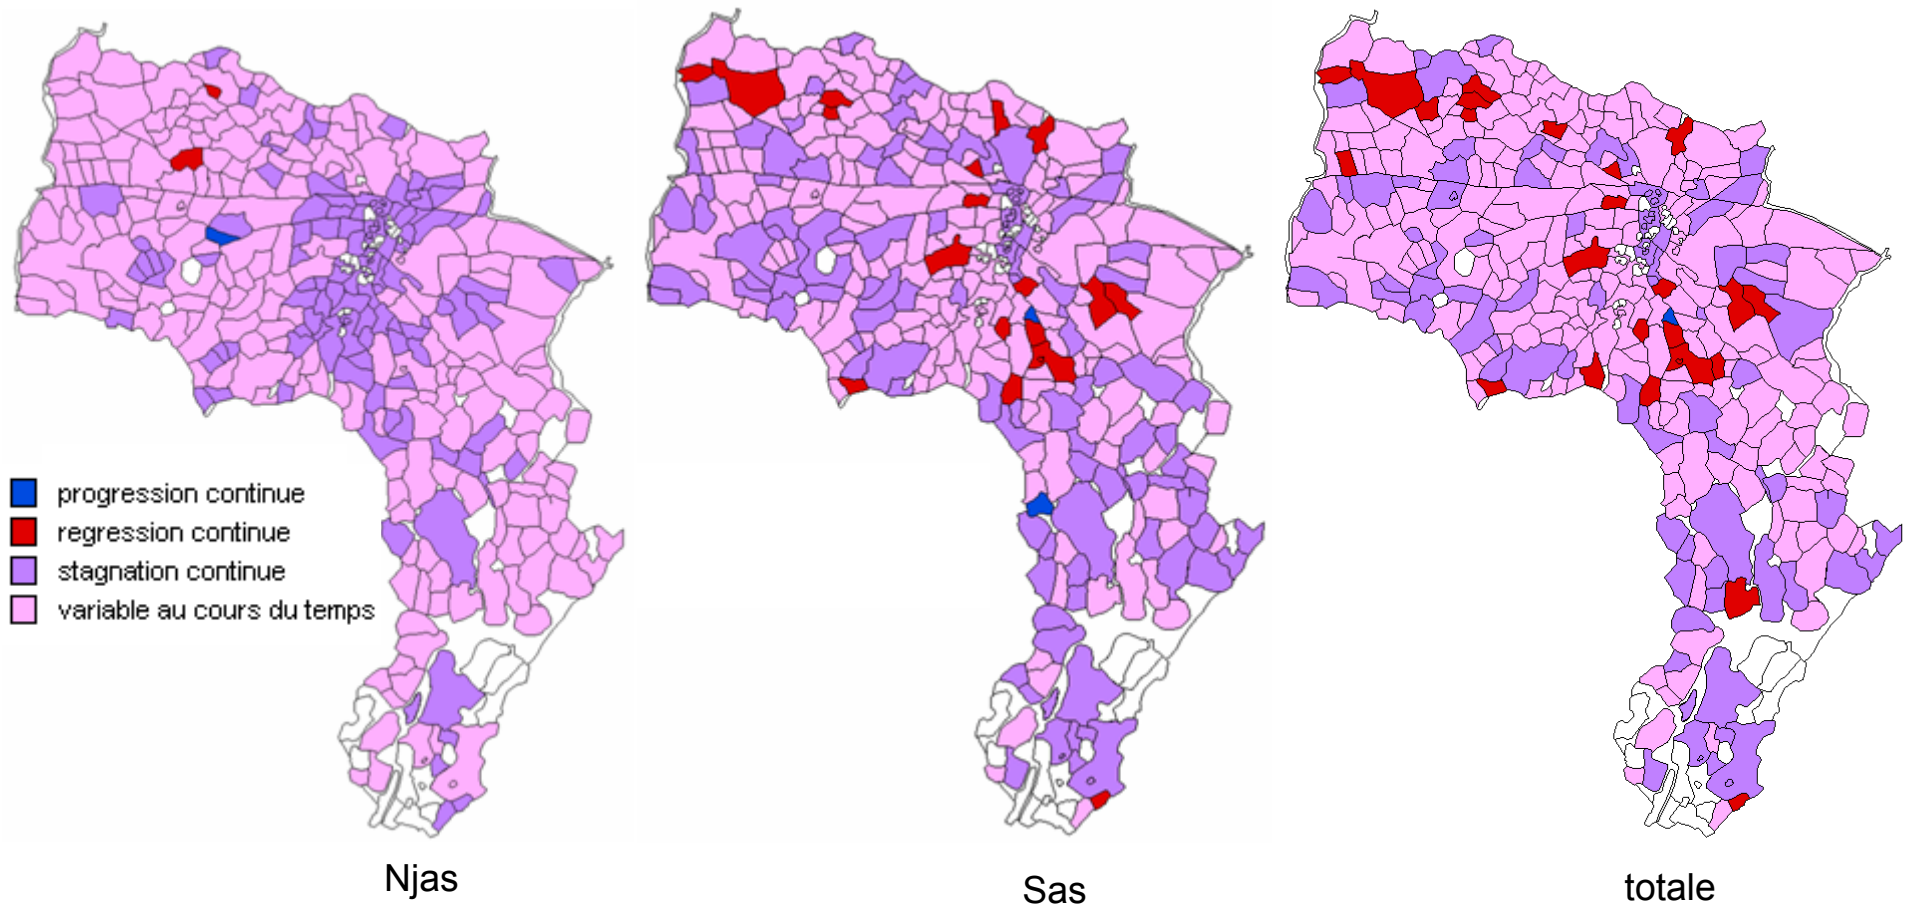 progression continue
regression continue
stagnation continue
variable au cours du temps
Njas
Sas
totale